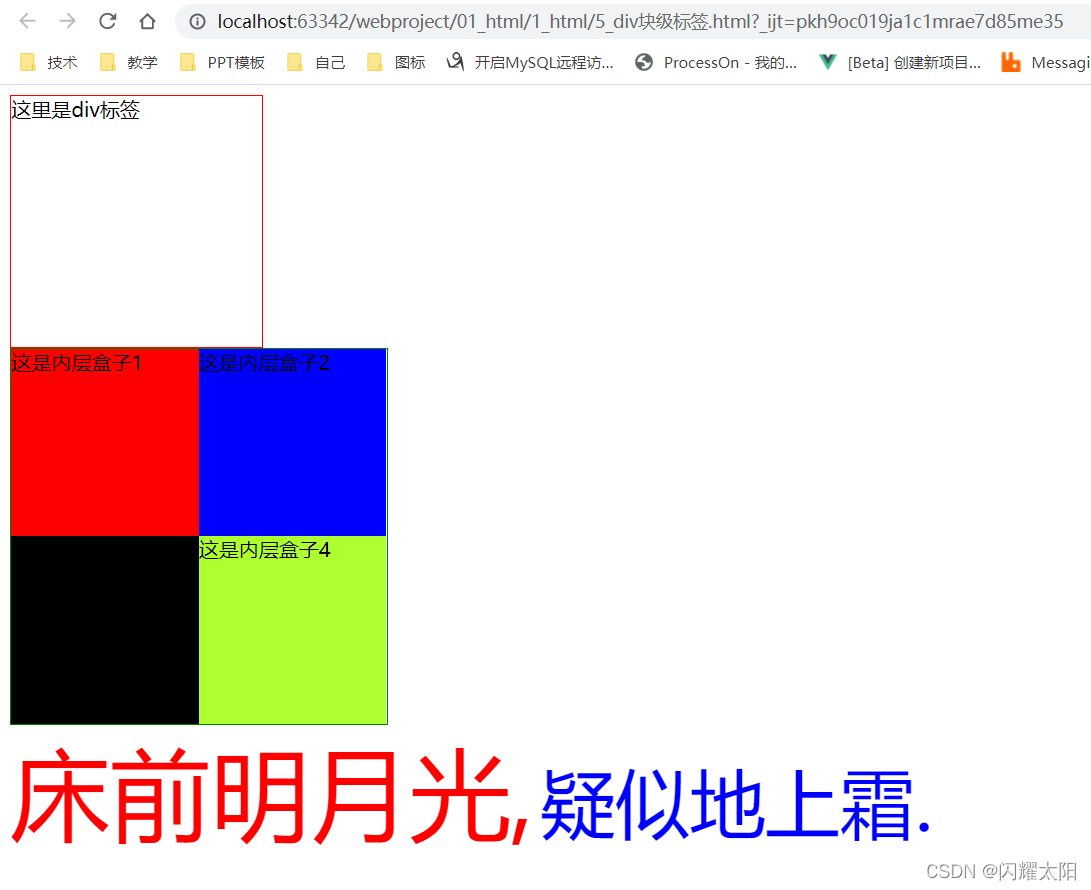 localhost:63342/webproject/01_html/1_html/5_div块级标签.html?_ijt=pkh9oc019ja1c1mrae7d85me35
技术 教学 PPT模板 自己 图标 开启MySQL远程访... ProcessOn - 我的... [Beta] 创建新项目... Messagi
这里是div标签
这是内层盒子1 这是内层盒子2
这是内层盒子4
床前明月光, 疑似地上霜.
CSDN @闪耀太阳